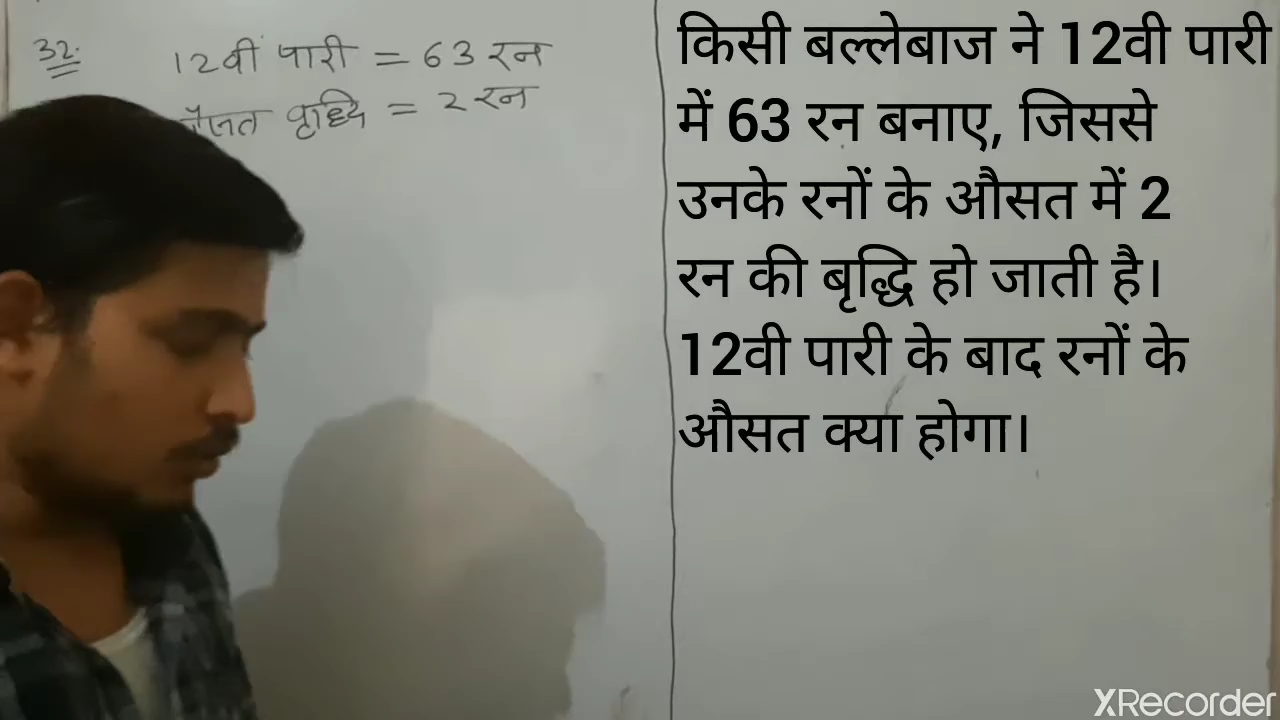 32.
12वीं पारी = 63 रन
वृद्धि = 2 रन
किसी बल्लेबाज ने 12वी पारी
में 63 रन बनाए, जिससे
उनके रनों के औसत में 2
रन की बृद्धि हो जाती है।
12वी पारी के बाद रनों के
औसत क्या होगा।
XRecorder